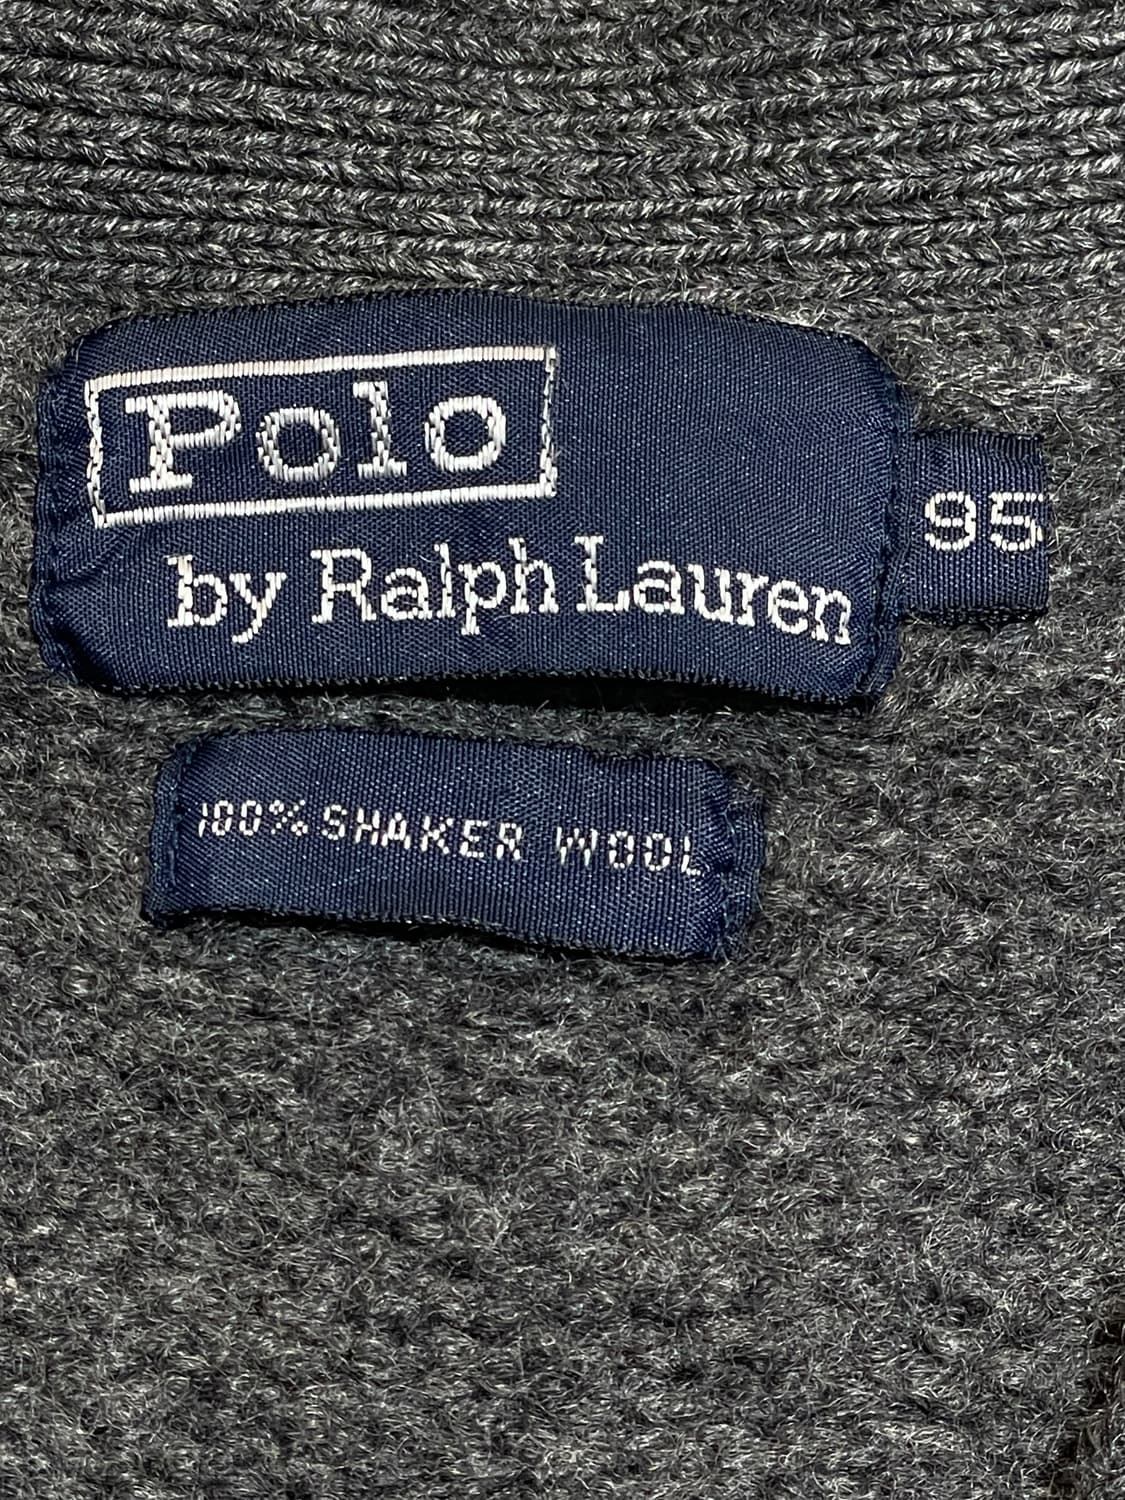 Polo
by Ralph Lauren
95
100% SHAKER WOOL